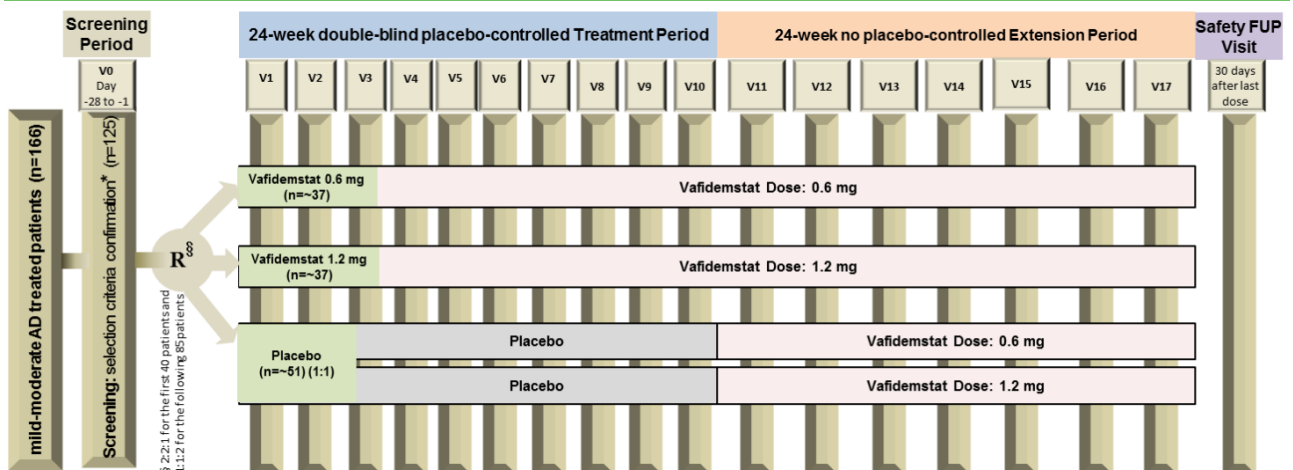 Screening
Period
24-week double-blind placebo-controlled Treatment Period
24-week no placebo-controlled Extension Period
Safety FUP
Visit
V0
Day
-28 to -1
V1
V2
V3
V4
V5
V6
V7
V8
V9
V10
V11
V12
V13
V14
V15
V16
V17
30 days
after last
dose
mild-moderate AD treated patients (n=166)
Screening: selection criteria confirmation* (n=125)
R§
§ 2:2:1 for the first 40 patients and
1:1:2 for the following 85 patients
Vafidemstat 0.6 mg
(n=~37)
Vafidemstat Dose: 0.6 mg
Vafidemstat 1.2 mg
(n=~37)
Vafidemstat Dose: 1.2 mg
Placebo
(n=~51) (1:1)
Placebo
Vafidemstat Dose: 0.6 mg
Placebo
Vafidemstat Dose: 1.2 mg